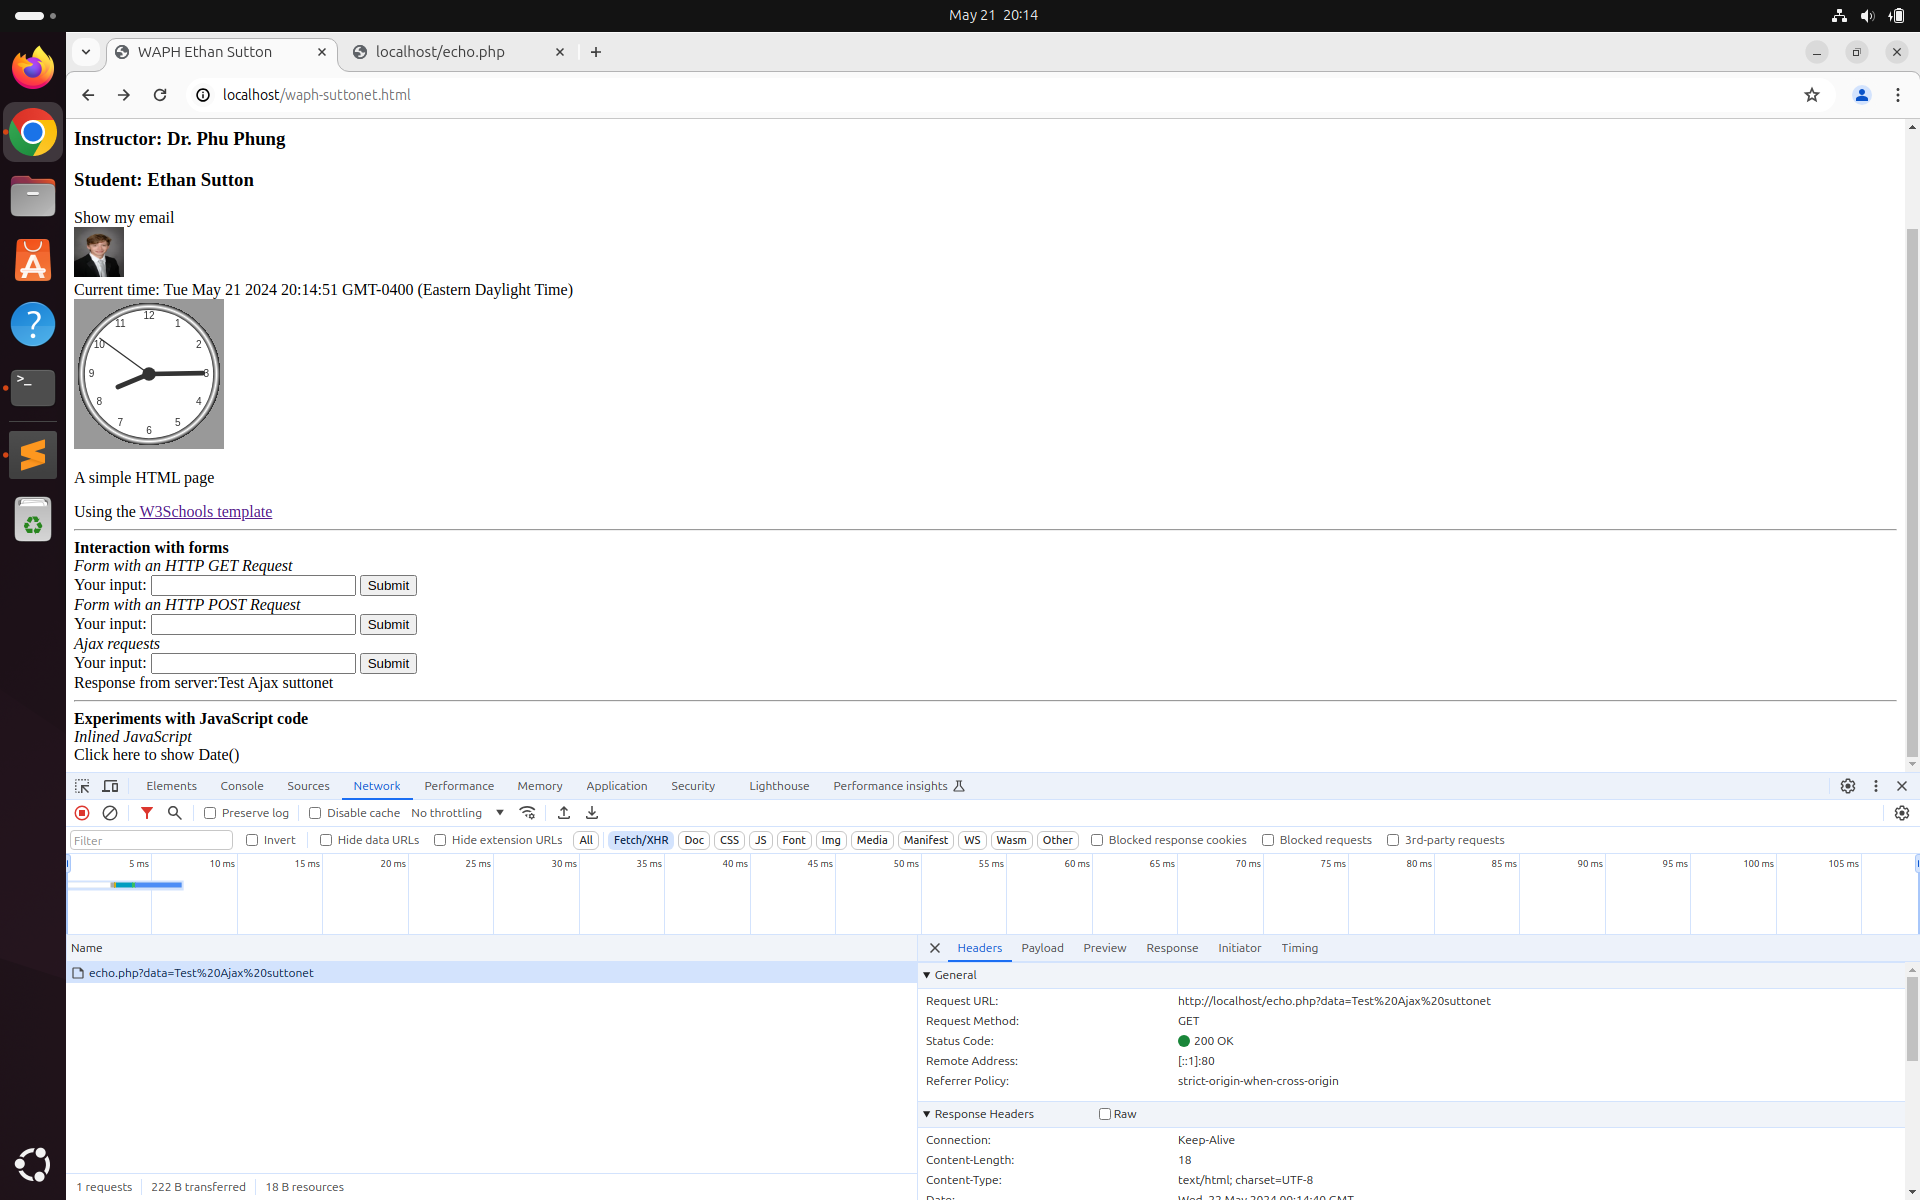 May 21 20:14
WAPH Ethan Sutton
localhost/echo.php
localhost/waph-suttonet.html
Instructor: Dr. Phu Phung
Student: Ethan Sutton
Show my email
Current time: Tue May 21 2024 20:14:51 GMT-0400 (Eastern Daylight Time)
12
11 1
10 2
9 3
8 4
7 5
6
A simple HTML page
Using the W3Schools template
Interaction with forms
Form with an HTTP GET Request
Your input: Submit
Form with an HTTP POST Request
Your input: Submit
Ajax requests
Your input: Submit
Response from server:Test Ajax suttonet
Experiments with JavaScript code
Inlined JavaScript
Click here to show Date()
Elements Console Sources Network Performance Memory Application Security Lighthouse Performance insights
Preserve log Disable cache No throttling
Filter Invert Hide data URLs Hide extension URLs All Fetch/XHR Doc CSS JS Font Img Media Manifest WS Wasm Other Blocked response cookies Blocked requests 3rd-party requests
5 ms 10 ms 15 ms 20 ms 25 ms 30 ms 35 ms 40 ms 45 ms 50 ms 55 ms 60 ms 65 ms 70 ms 75 ms 80 ms 85 ms 90 ms 95 ms 100 ms 105 ms
Name
echo.php?data=Test%20Ajax%20suttonet
Headers Payload Preview Response Initiator Timing
General
Request URL: http://localhost/echo.php?data=Test%20Ajax%20suttonet
Request Method: GET
Status Code: 200 OK
Remote Address: [::1]:80
Referrer Policy: strict-origin-when-cross-origin
Response Headers Raw
Connection: Keep-Alive
Content-Length: 18
Content-Type: text/html; charset=UTF-8
Date: Wed, 22 May 2024 00:14:40 GMT
1 requests 222 B transferred 18 B resources